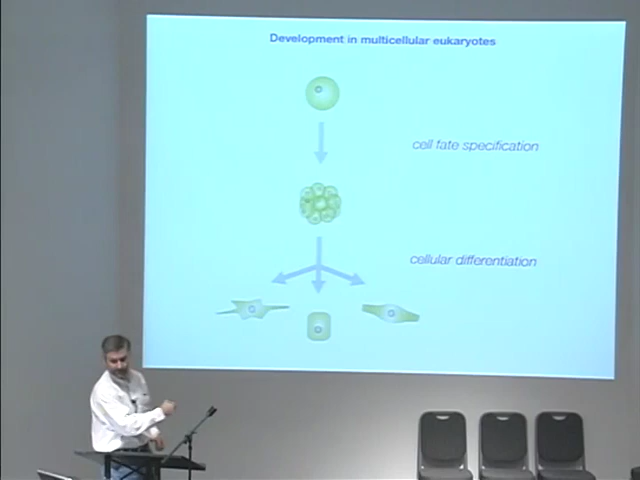 Development in multicellular eukaryotes
cell fate specification
cellular differentiation